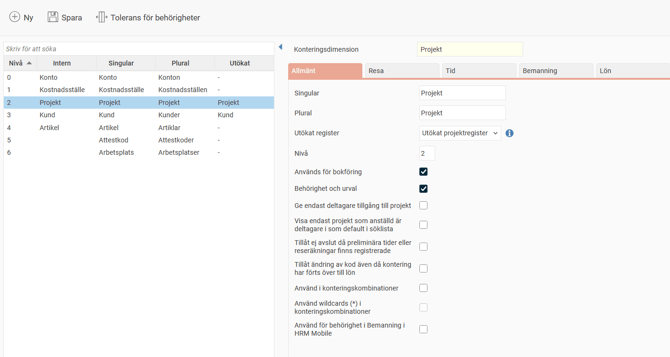 Ny Spara Tolerans för behörigheter
Skriv för att söka
Nivå Intern Singular Plural Utökat
0 Konto Konto Konton -
1 Kostnadsställe Kostnadsställe Kostnadsställen -
2 Projekt Projekt Projekt Projekt
3 Kund Kund Kunder Kund
4 Artikel Artikel Artiklar -
5 Attestkod Attestkoder -
6 Arbetsplats Arbetsplatser -
Konteringsdimension Projekt
Allmänt Resa Tid Bemanning Lön
Singular Projekt
Plural Projekt
Utökat register Utökat projektregister
Nivå 2
Används för bokföring
Behörighet och urval
Ge endast deltagare tillgång till projekt
Visa endast projekt som anställd är
deltagare i som default i söklista
Tillåt ej avslut då preliminära tider eller
reseräkningar finns registrerade
Tillåt ändring av kod även då kontering
har förts över till lön
Använd i konteringskombinationer
Använd wildcards (*) i
konteringskombinationer
Använd för behörighet i Bemanning i
HRM Mobile